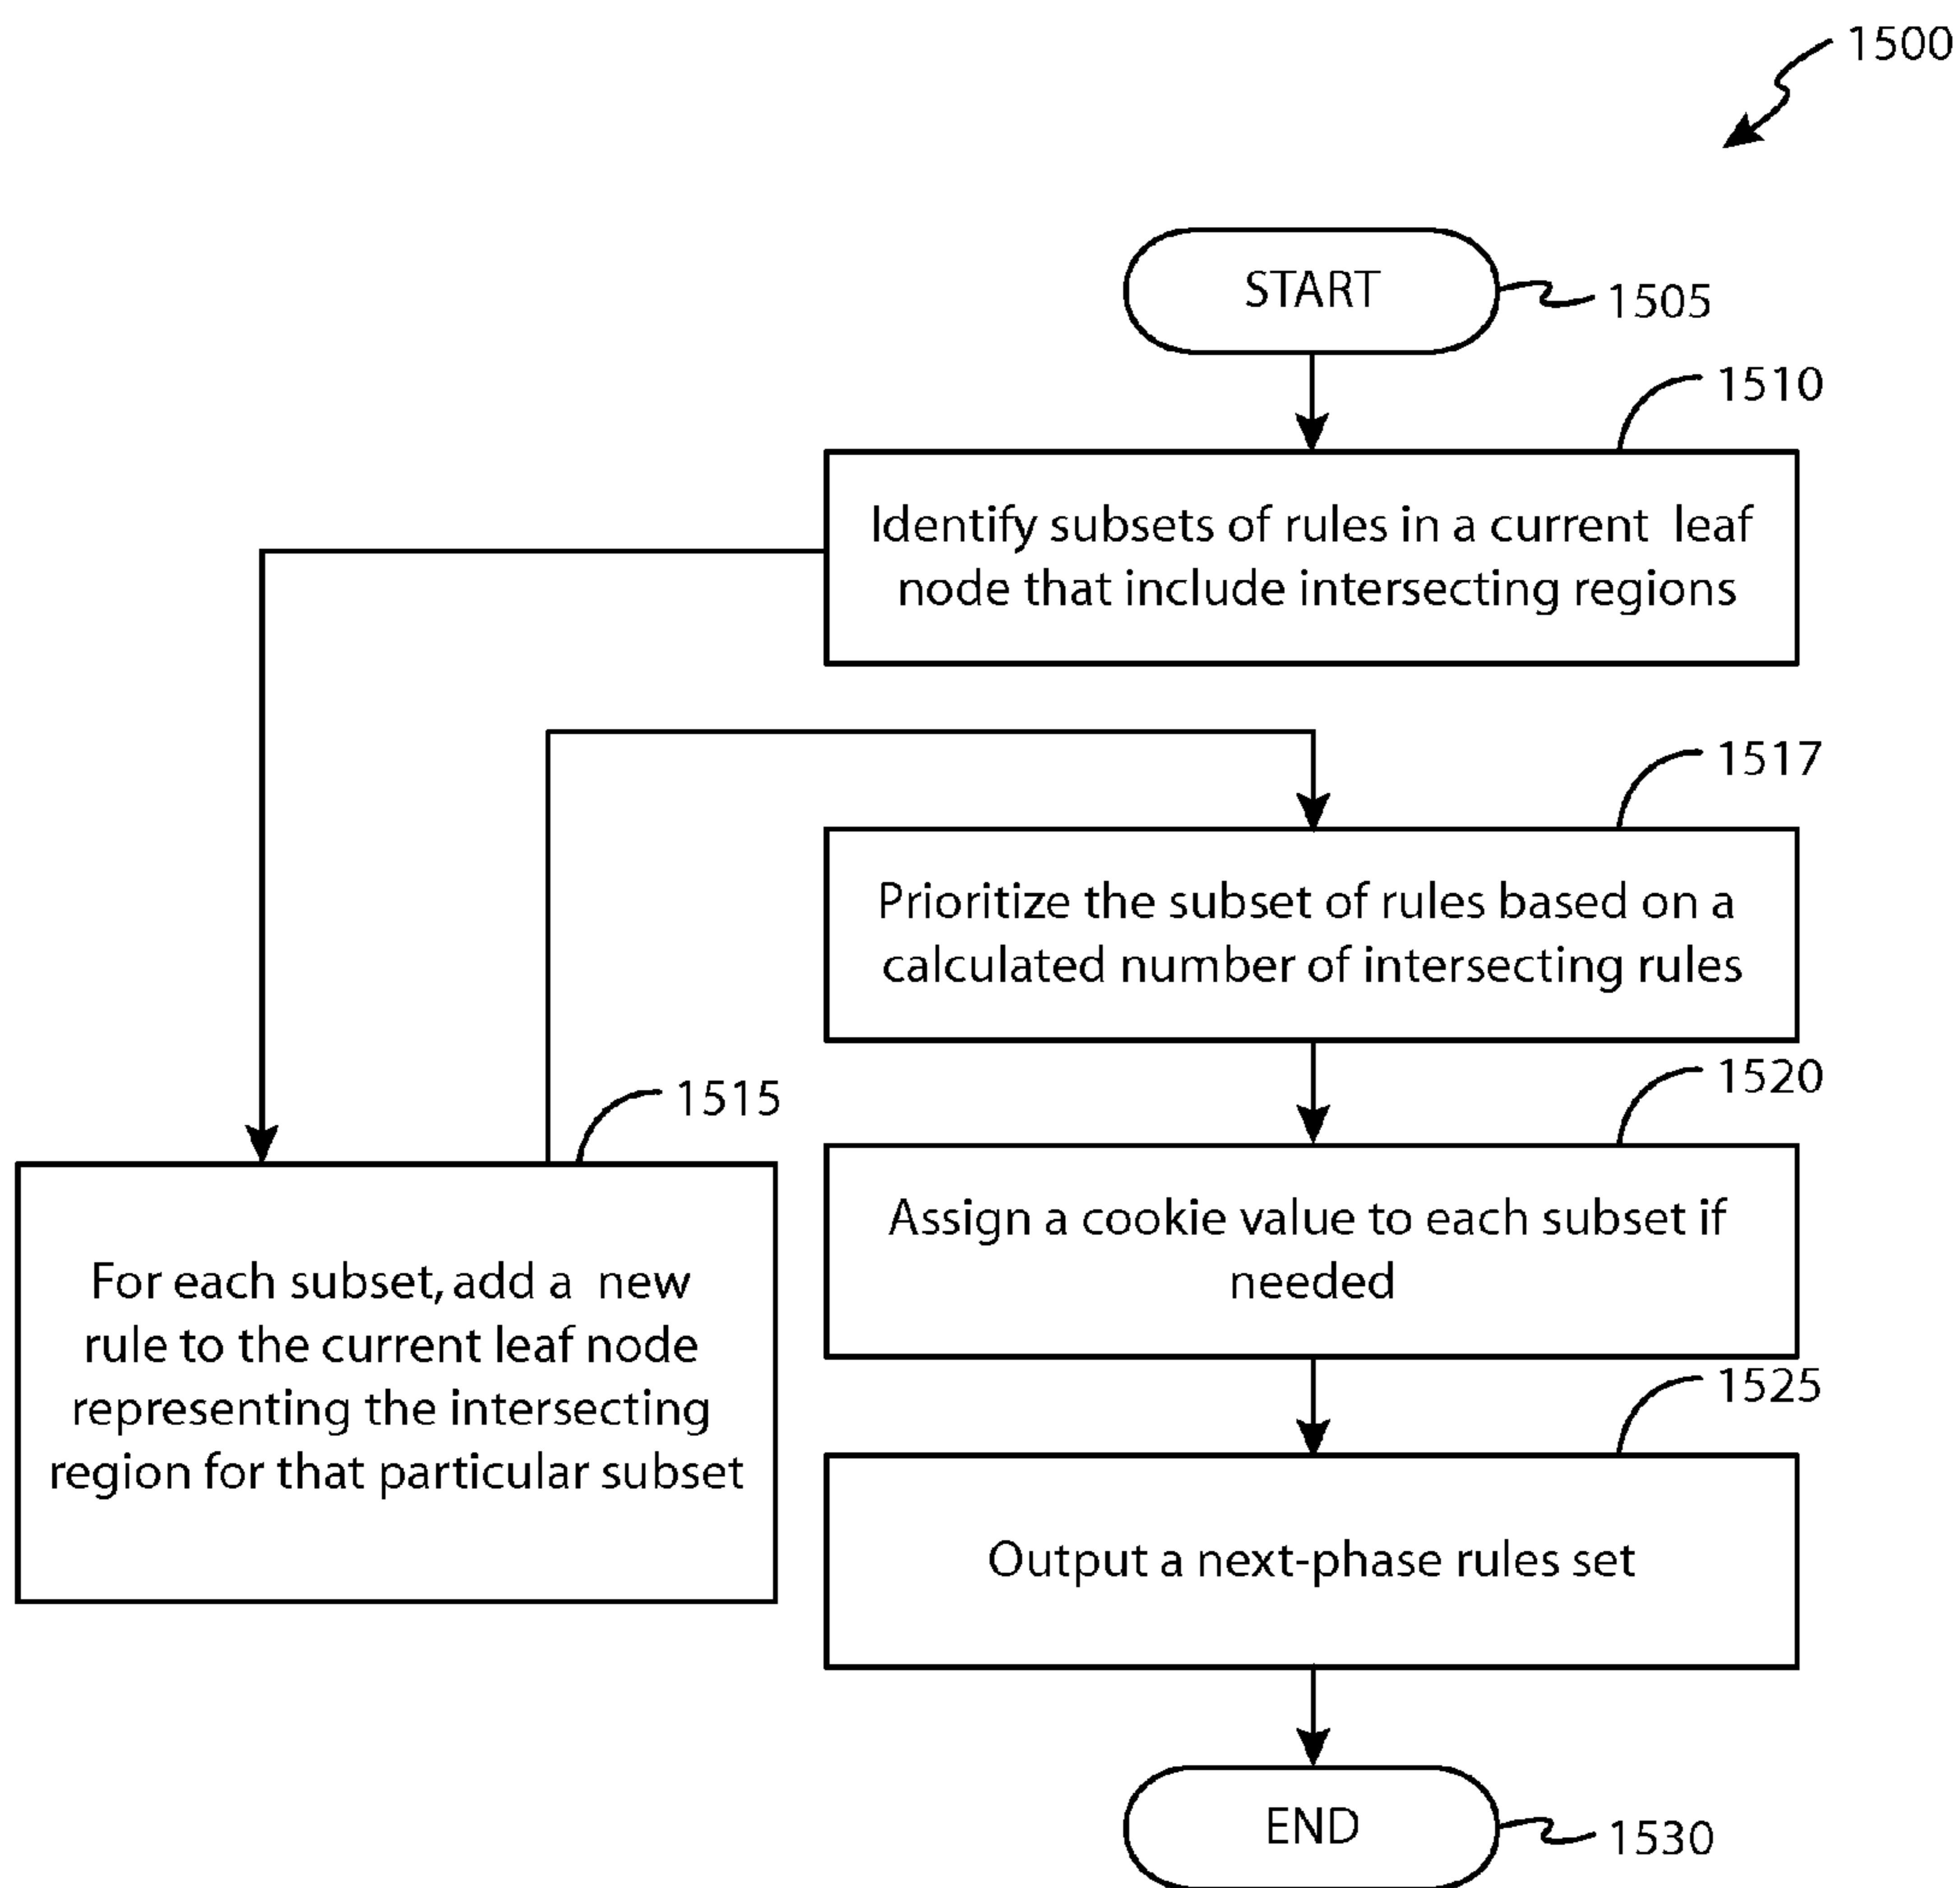 1500
START
1505
1510
Identify subsets of rules in a current leaf
node that include intersecting regions
1517
Prioritize the subset of rules based on a
calculated number of intersecting rules
1515
For each subset, add a new
rule to the current leaf node
representing the intersecting
region for that particular subset
1520
Assign a cookie value to each subset if
needed
1525
Output a next-phase rules set
END
1530